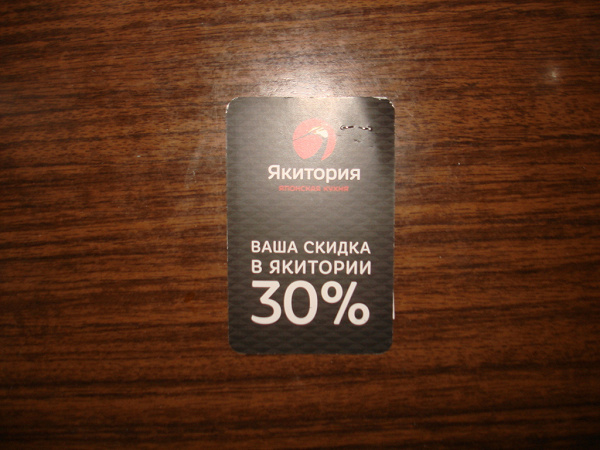 Якитория
японская кухня
ВАША СКИДКА
В ЯКИТОРИИ
30%